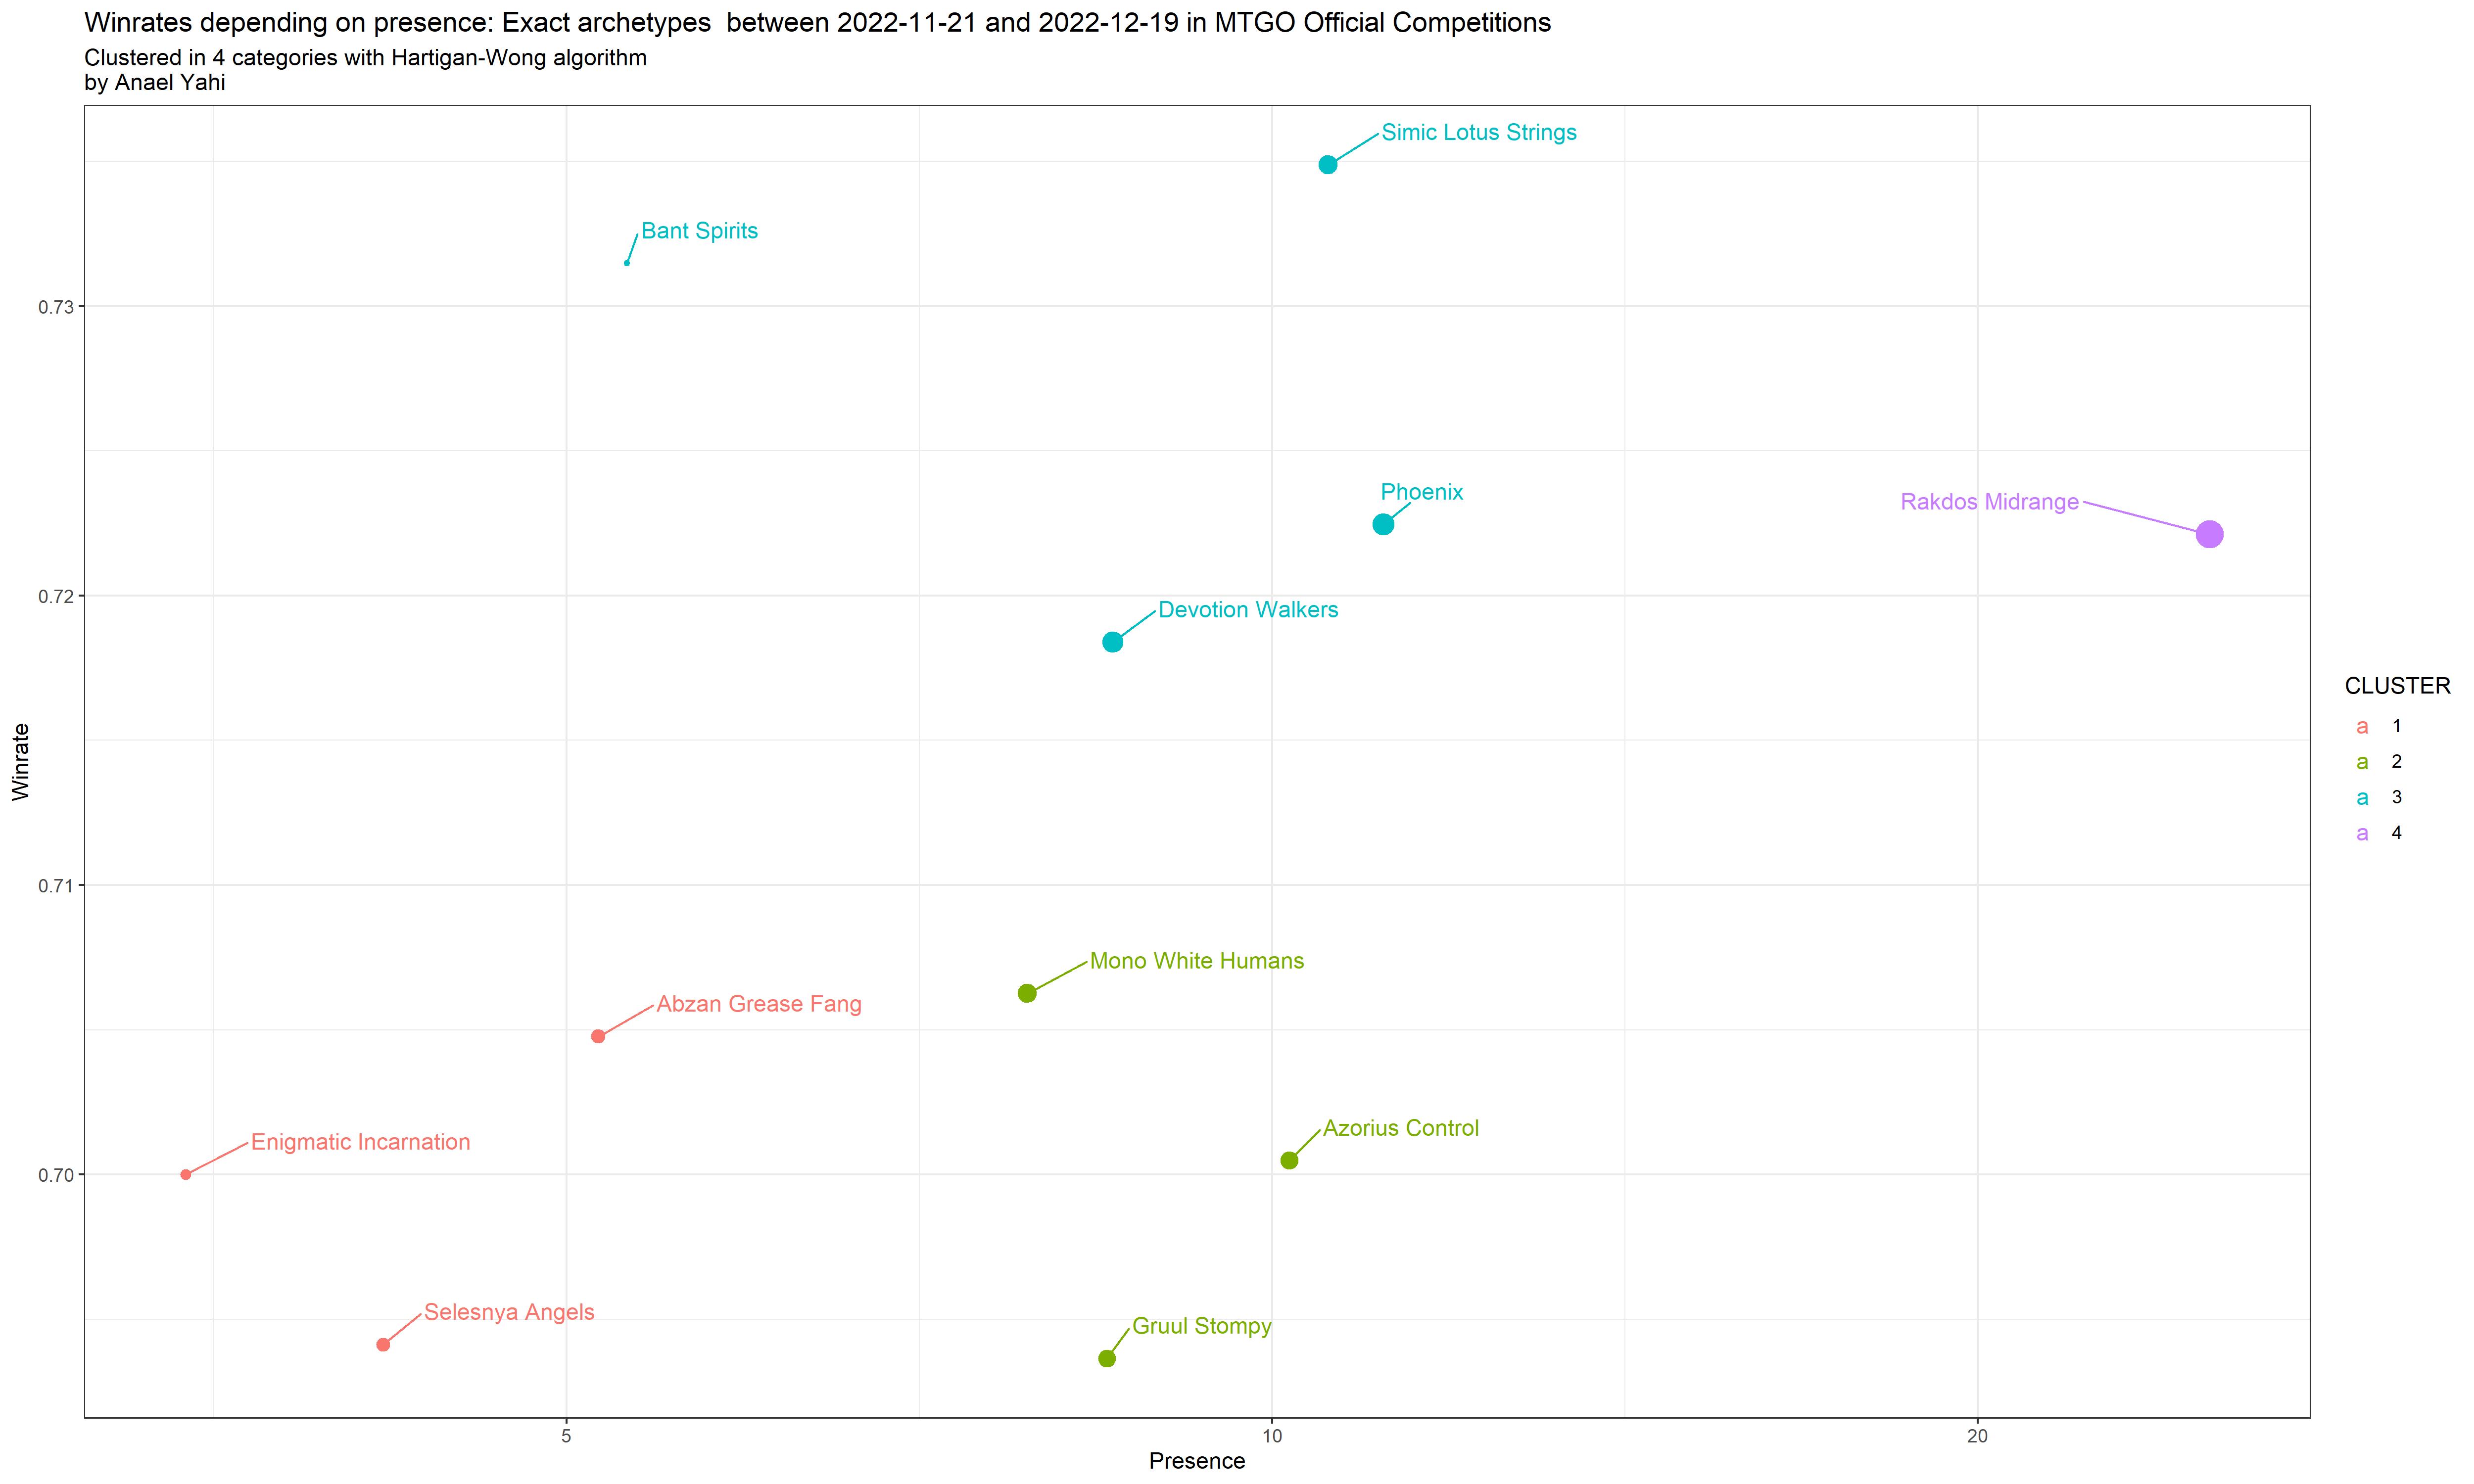 Winrates depending on presence: Exact archetypes  between 2022-11-21 and 2022-12-19 in MTGO Official Competitions
Clustered in 4 categories with Hartigan-Wong algorithm
by Anael Yahi
Simic Lotus Strings
Bant Spirits
0.73
Phoenix
Rakdos Midrange
0.72
Devotion Walkers
CLUSTER
a 1
a 2
a 3
a 4
Winrate
0.71
Mono White Humans
Abzan Grease Fang
Azorius Control
Enigmatic Incarnation
0.70
Selesnya Angels
Gruul Stompy
5
10
20
Presence